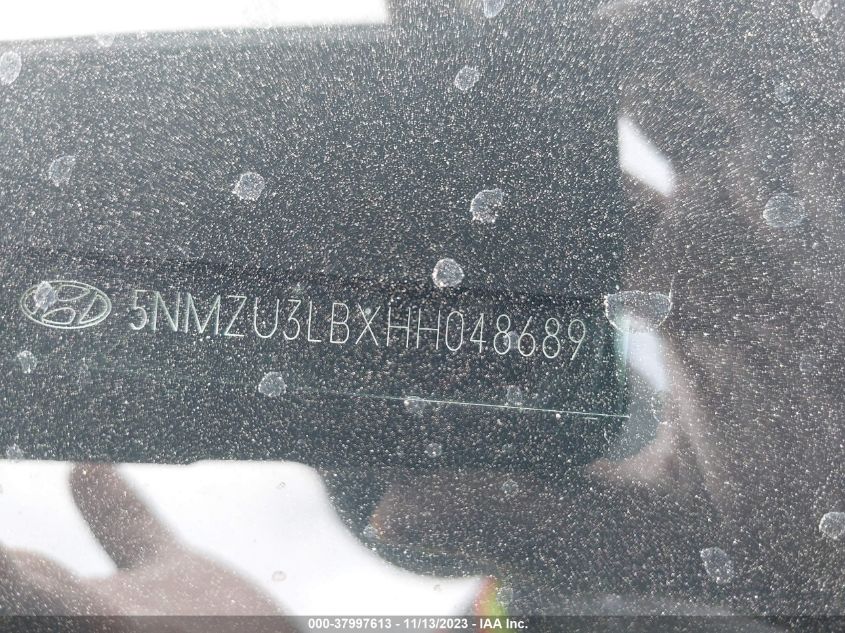 5NMZU3LBXHH048689
000-37997613 - 11/13/2023 - IAA Inc.